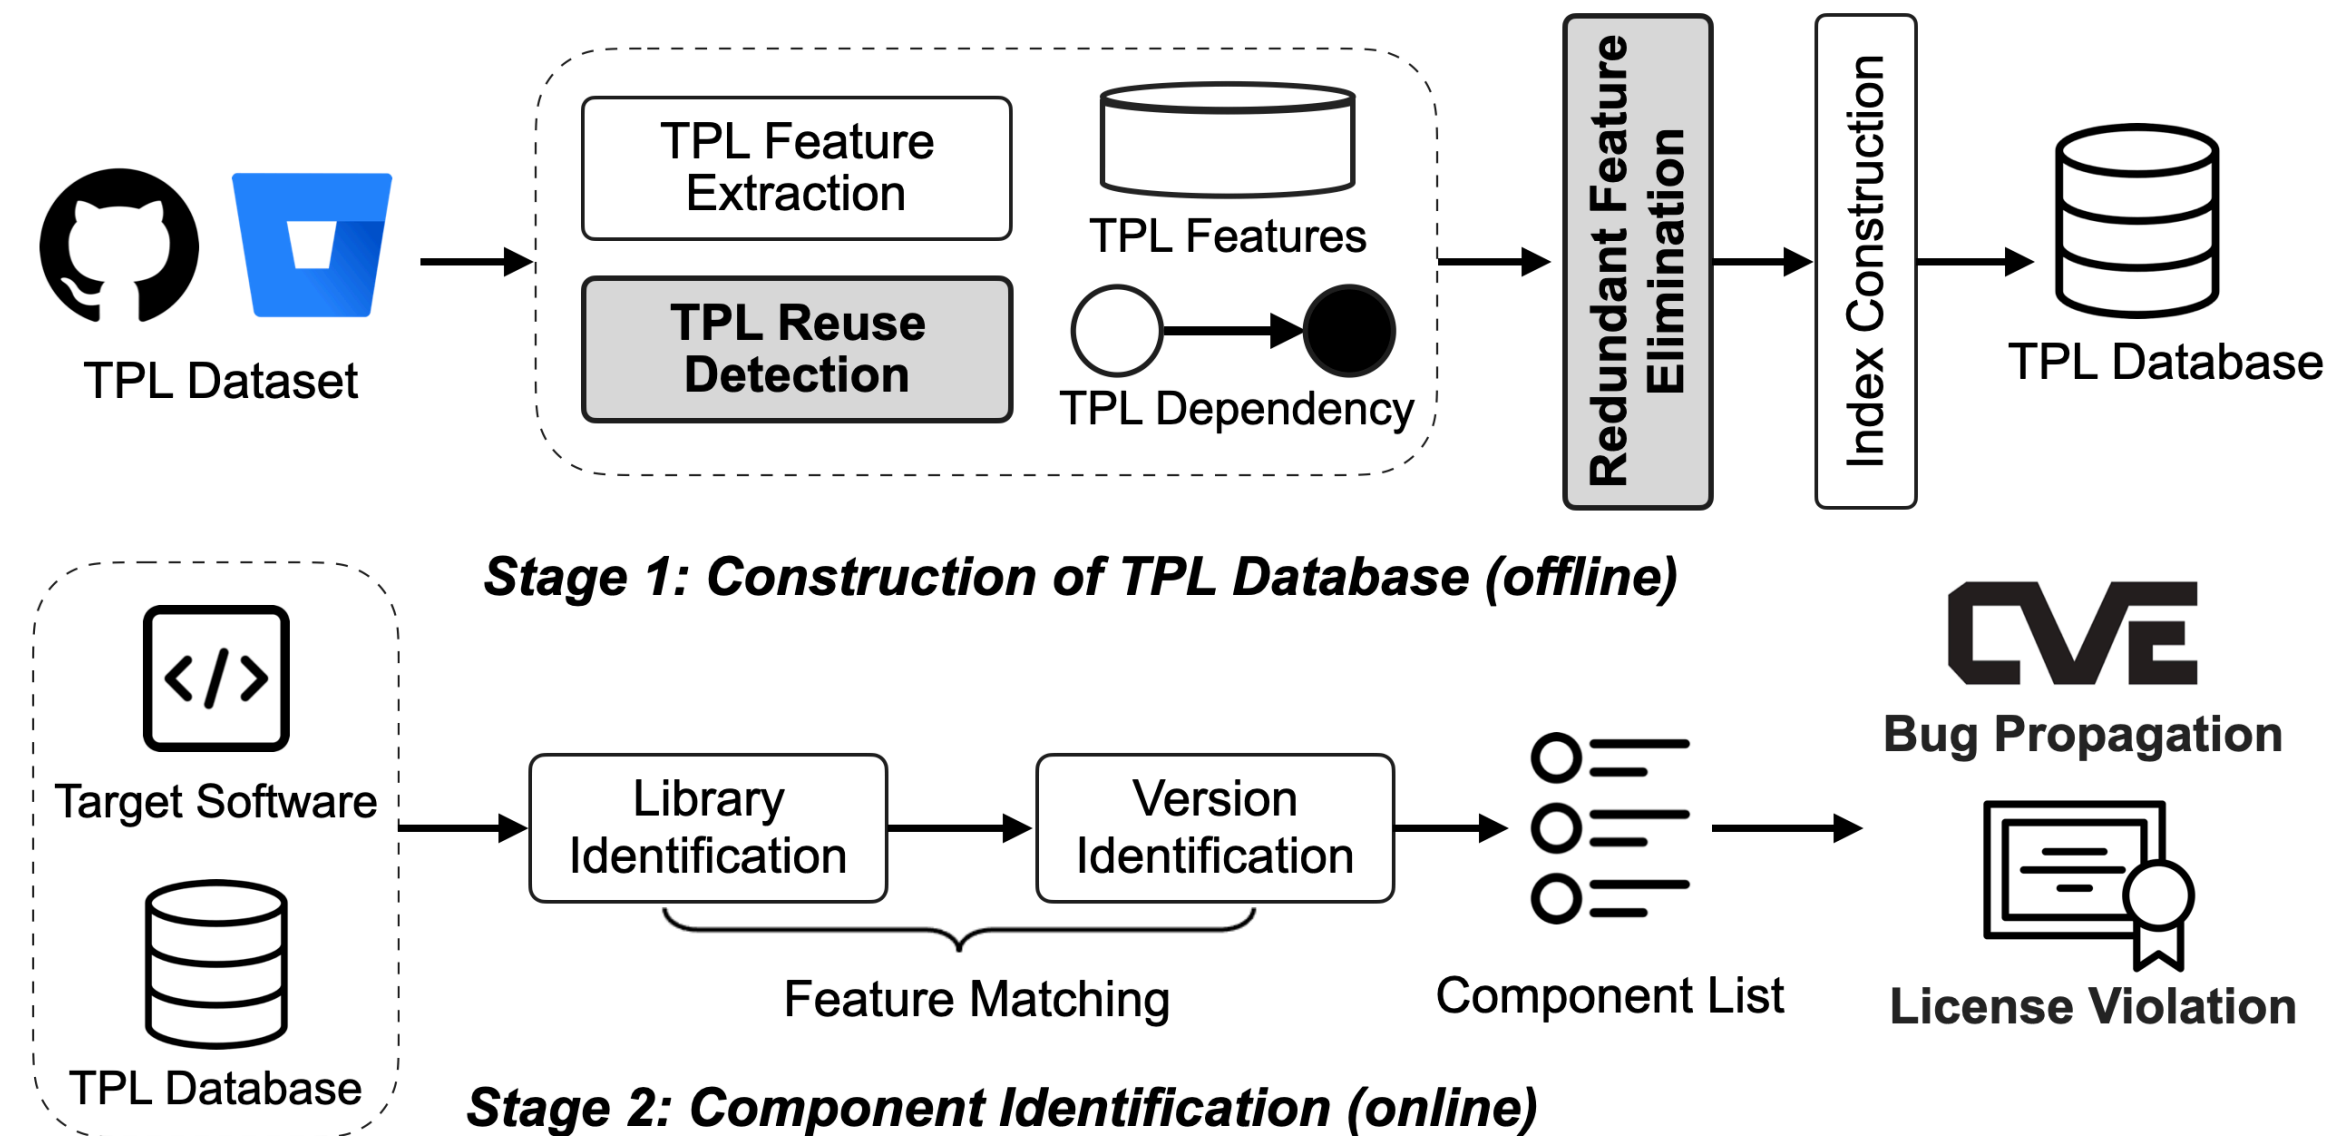 TPL Dataset
TPL Feature
Extraction
TPL Reuse
Detection
TPL Features
TPL Dependency
Redundant Feature
Elimination
Index Construction
TPL Database
Stage 1: Construction of TPL Database (offline)
</>
Target Software
TPL Database
Library
Identification
Version
Identification
Feature Matching
Component List
CVE
Bug Propagation
License Violation
Stage 2: Component Identification (online)